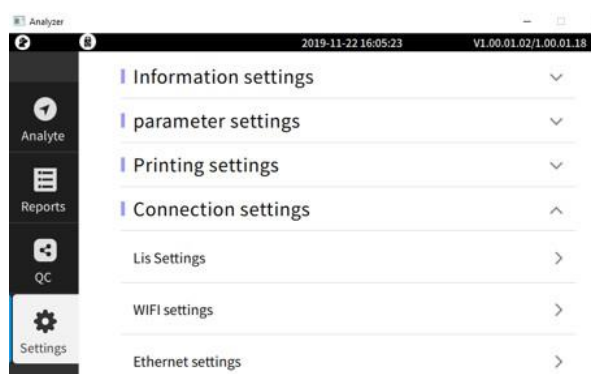 Analyzer
2019-11-22 16:05:23 V1.00.01.02/1.00.01.18
Information settings
Analyte
parameter settings
Printing settings
Reports
Connection settings
Lis Settings
QC
WIFI settings
Settings
Ethernet settings